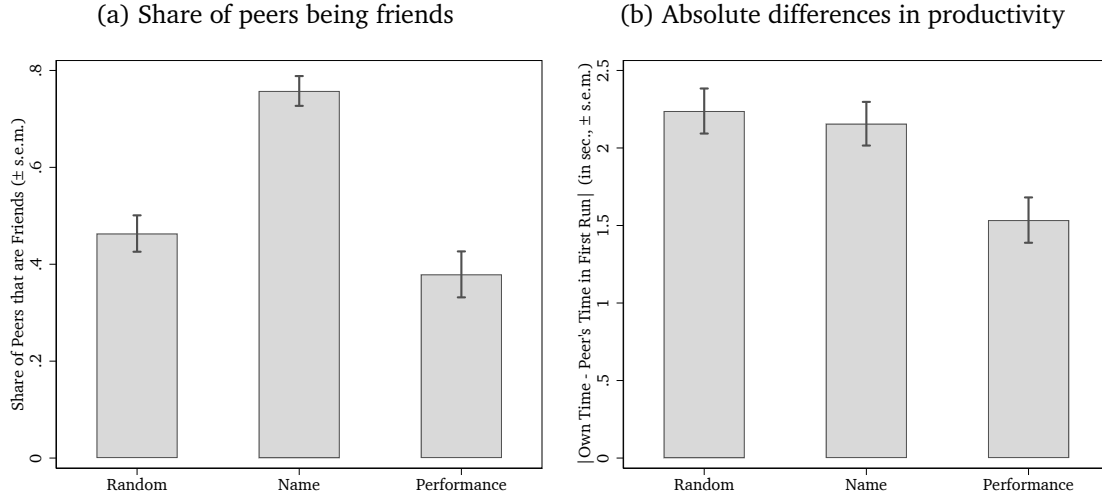 (a) Share of peers being friends
Share of Peers that are Friends (± s.e.m.)
.8
.6
.4
.2
0
Random Name Performance
(b) Absolute differences in productivity
|Own Time - Peer's Time in First Run| (in sec., ± s.e.m.)
2.5
2
1.5
1
.5
0
Random Name Performance